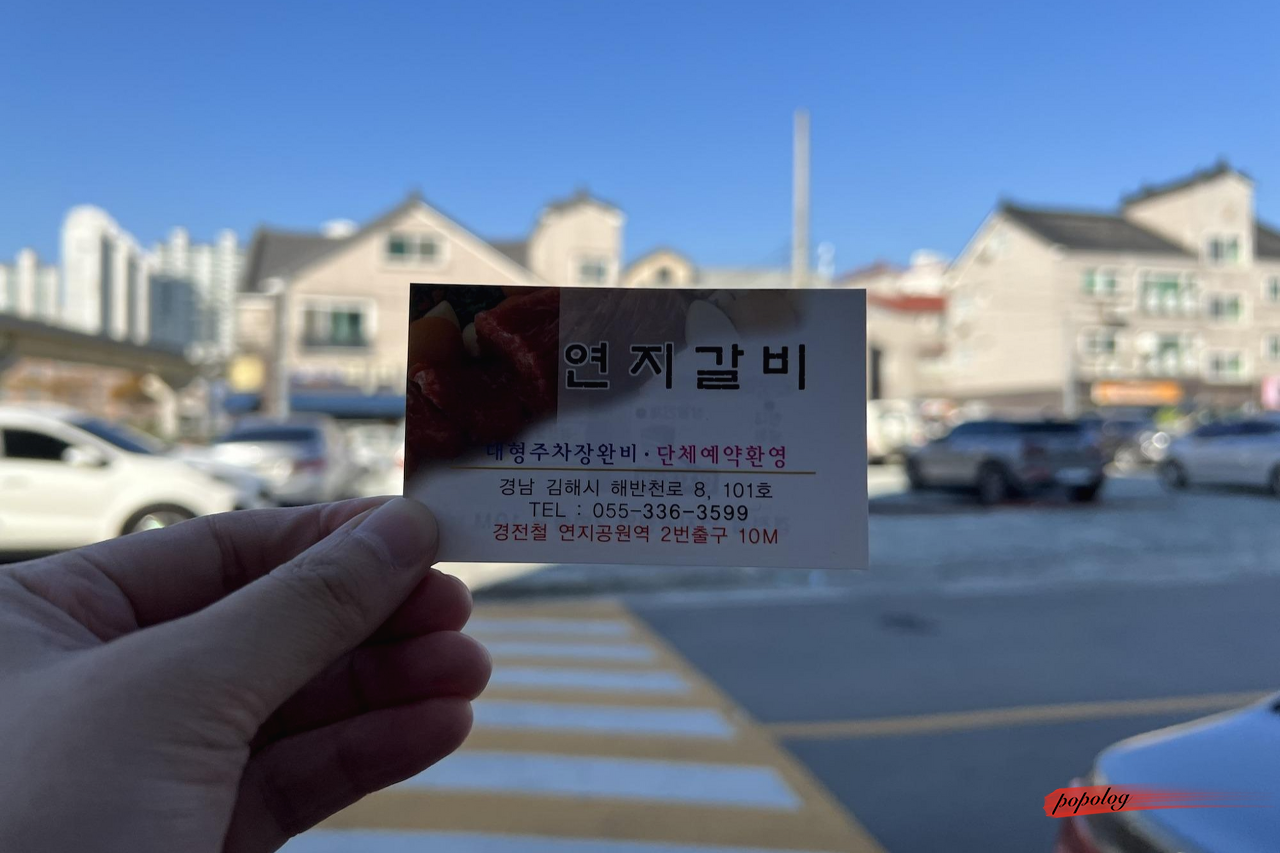 연지갈비
대형주차장완비·단체예약환영
경남 김해시 해반천로 8, 101호
TEL : 055-336-3599
경전철 연지공원역 2번출구 10M
popolog